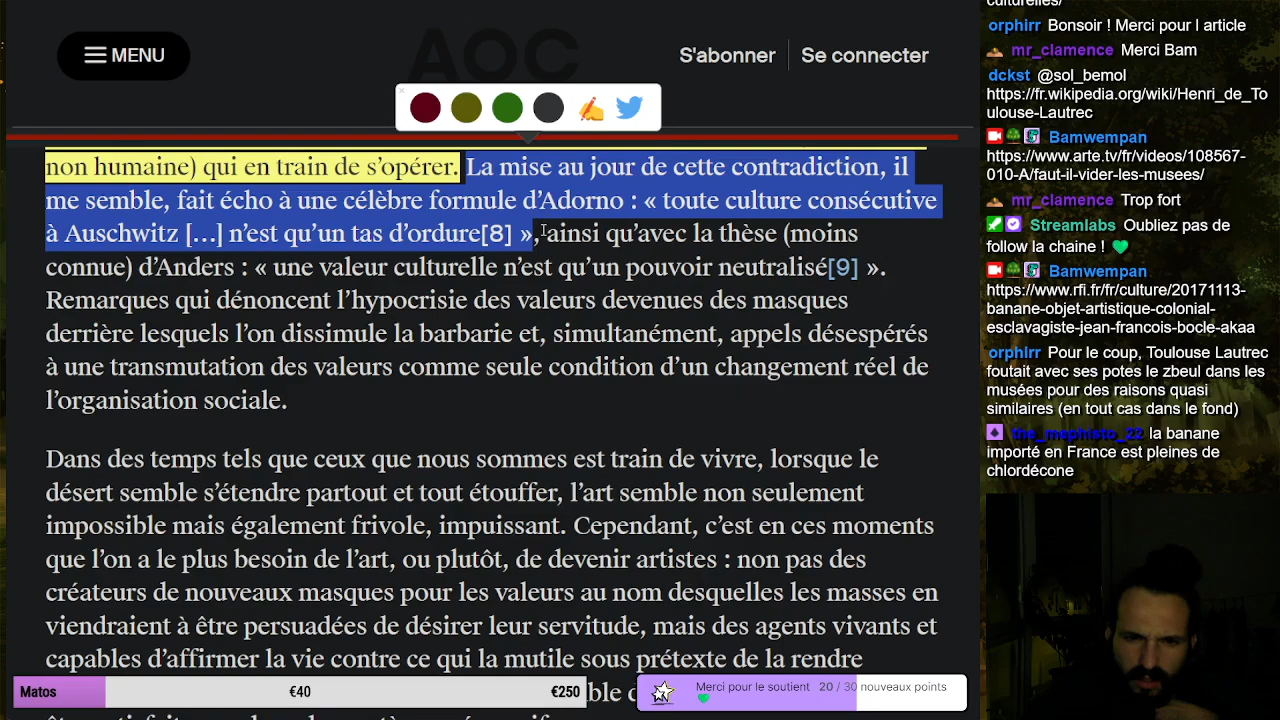 MENU
AOC
S'abonner
Se connecter
non humaine) qui en train de s'opérer. La mise au jour de cette contradiction, il
me semble, fait écho à une célèbre formule d'Adorno : « toute culture consécutive
à Auschwitz […] n'est qu'un tas d'ordure[8] », ainsi qu'avec la thèse (moins
connue) d'Anders : « une valeur culturelle n'est qu'un pouvoir neutralisé[9] ».
Remarques qui dénoncent l'hypocrisie des valeurs devenues des masques
derrière lesquels l'on dissimule la barbarie et, simultanément, appels désespérés
à une transmutation des valeurs comme seule condition d'un changement réel de
l'organisation sociale.
Dans des temps tels que ceux que nous sommes est train de vivre, lorsque le
désert semble s'étendre partout et tout étouffer, l'art semble non seulement
impossible mais également frivole, impuissant. Cependant, c'est en ces moments
que l'on a le plus besoin de l'art, ou plutôt, de devenir artistes : non pas des
créateurs de nouveaux masques pour les valeurs au nom desquelles les masses en
viendraient à être persuadées de désirer leur servitude, mais des agents vivants et
capables d'affirmer la vie contre ce qui la mutile sous prétexte de la rendre
Matos
€40
€250
Merci pour le soutient 20 / 30 nouveaux points
culturelles/
orphirr Bonsoir ! Merci pour l article
mr_clamence Merci Bam
dckst @sol_bemol
https://fr.wikipedia.org/wiki/Henri_de_To
ulouse-Lautrec
Bamwempan
https://www.arte.tv/fr/videos/108567-
010-A/faut-il-vider-les-musees/
mr_clamence Trop fort
Streamlabs Oubliez pas de
follow la chaine !
Bamwempan
https://www.rfi.fr/fr/culture/20171113-
banane-objet-artistique-colonial-
esclavagiste-jean-francois-bocle-akaa
orphirr Pour le coup, Toulouse Lautrec
foutait avec ses potes le zbeul dans les
musées pour des raisons quasi
similaires (en tout cas dans le fond)
the_mephisto_22 la banane
importé en France est pleines de
chlordécone